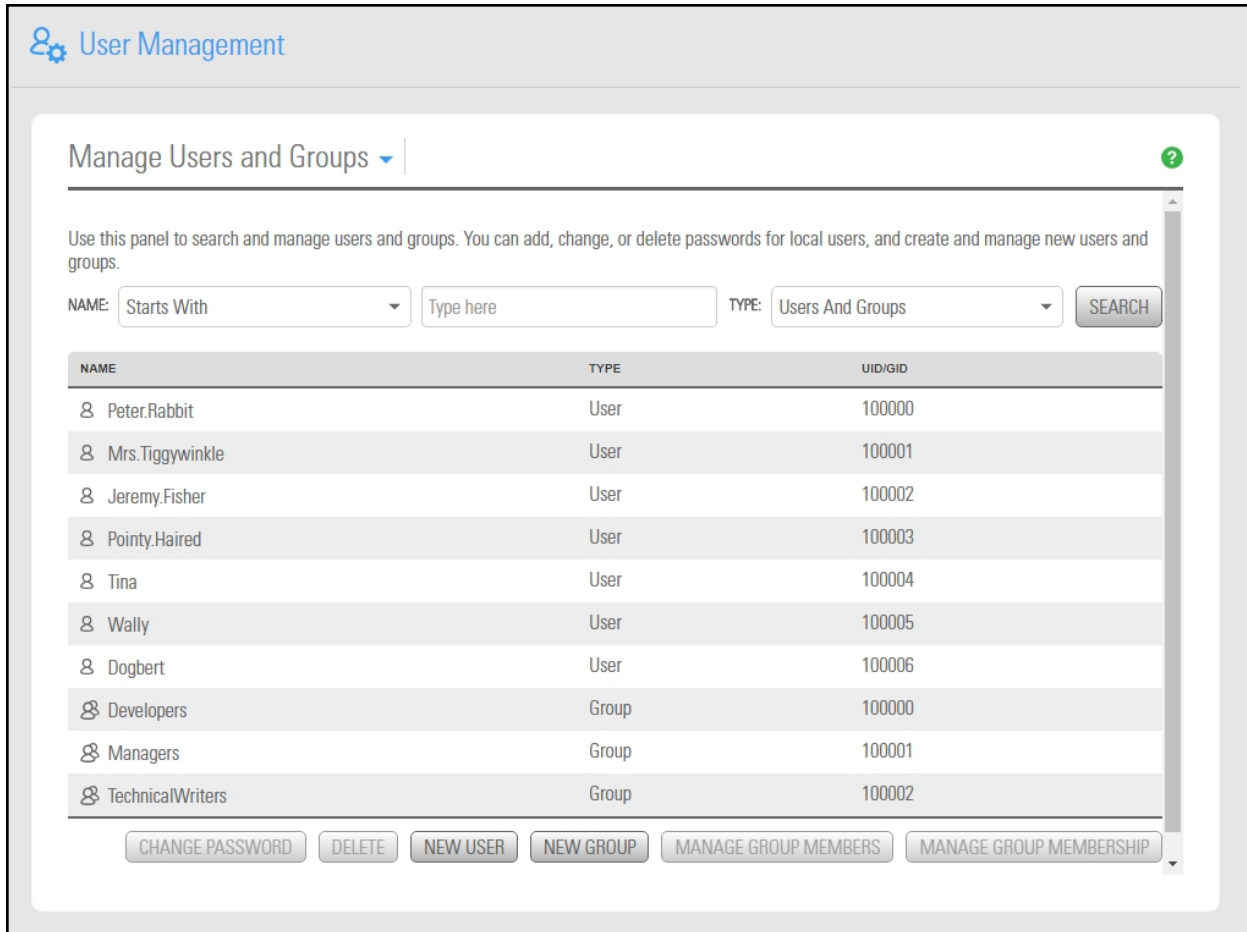 User Management
Manage Users and Groups
?
Use this panel to search and manage users and groups. You can add, change, or delete passwords for local users, and create and manage new users and
groups.
NAME: Starts With Type here TYPE: Users And Groups SEARCH
NAME TYPE UID/GID
Peter.Rabbit User 100000
Mrs.Tiggywinkle User 100001
Jeremy.Fisher User 100002
Pointy.Haired User 100003
Tina User 100004
Wally User 100005
Dogbert User 100006
Developers Group 100000
Managers Group 100001
TechnicalWriters Group 100002
CHANGE PASSWORD DELETE NEW USER NEW GROUP MANAGE GROUP MEMBERS MANAGE GROUP MEMBERSHIP